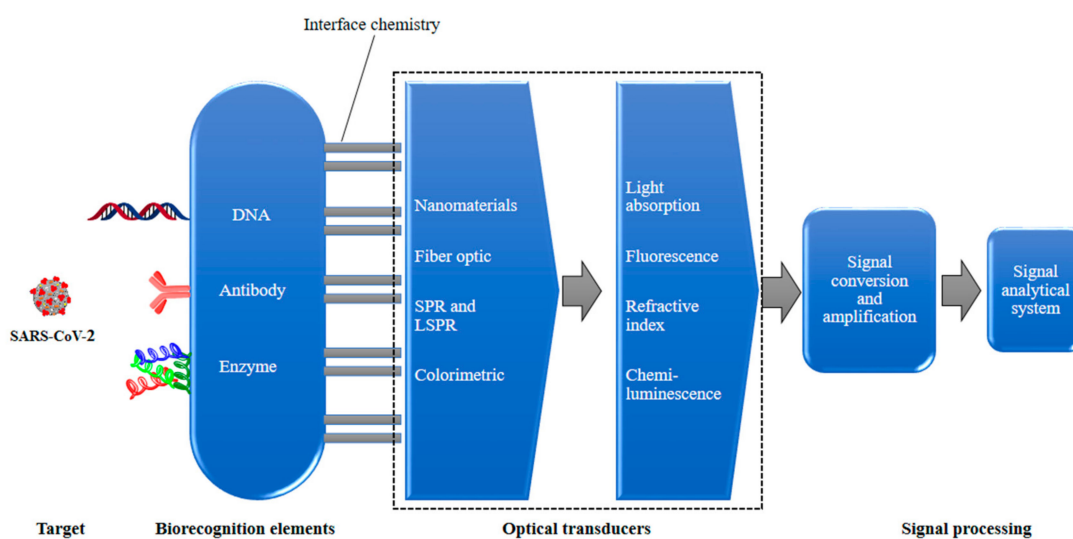 Interface chemistry
DNA
Antibody
Enzyme
SARS-CoV-2
Nanomaterials
Fiber optic
SPR and
LSPR
Colorimetric
Light
absorption
Fluorescence
Refractive
index
Chemi-
luminescence
Signal
conversion
and
amplification
Signal
analytical
system
Target
Biorecognition elements
Optical transducers
Signal processing